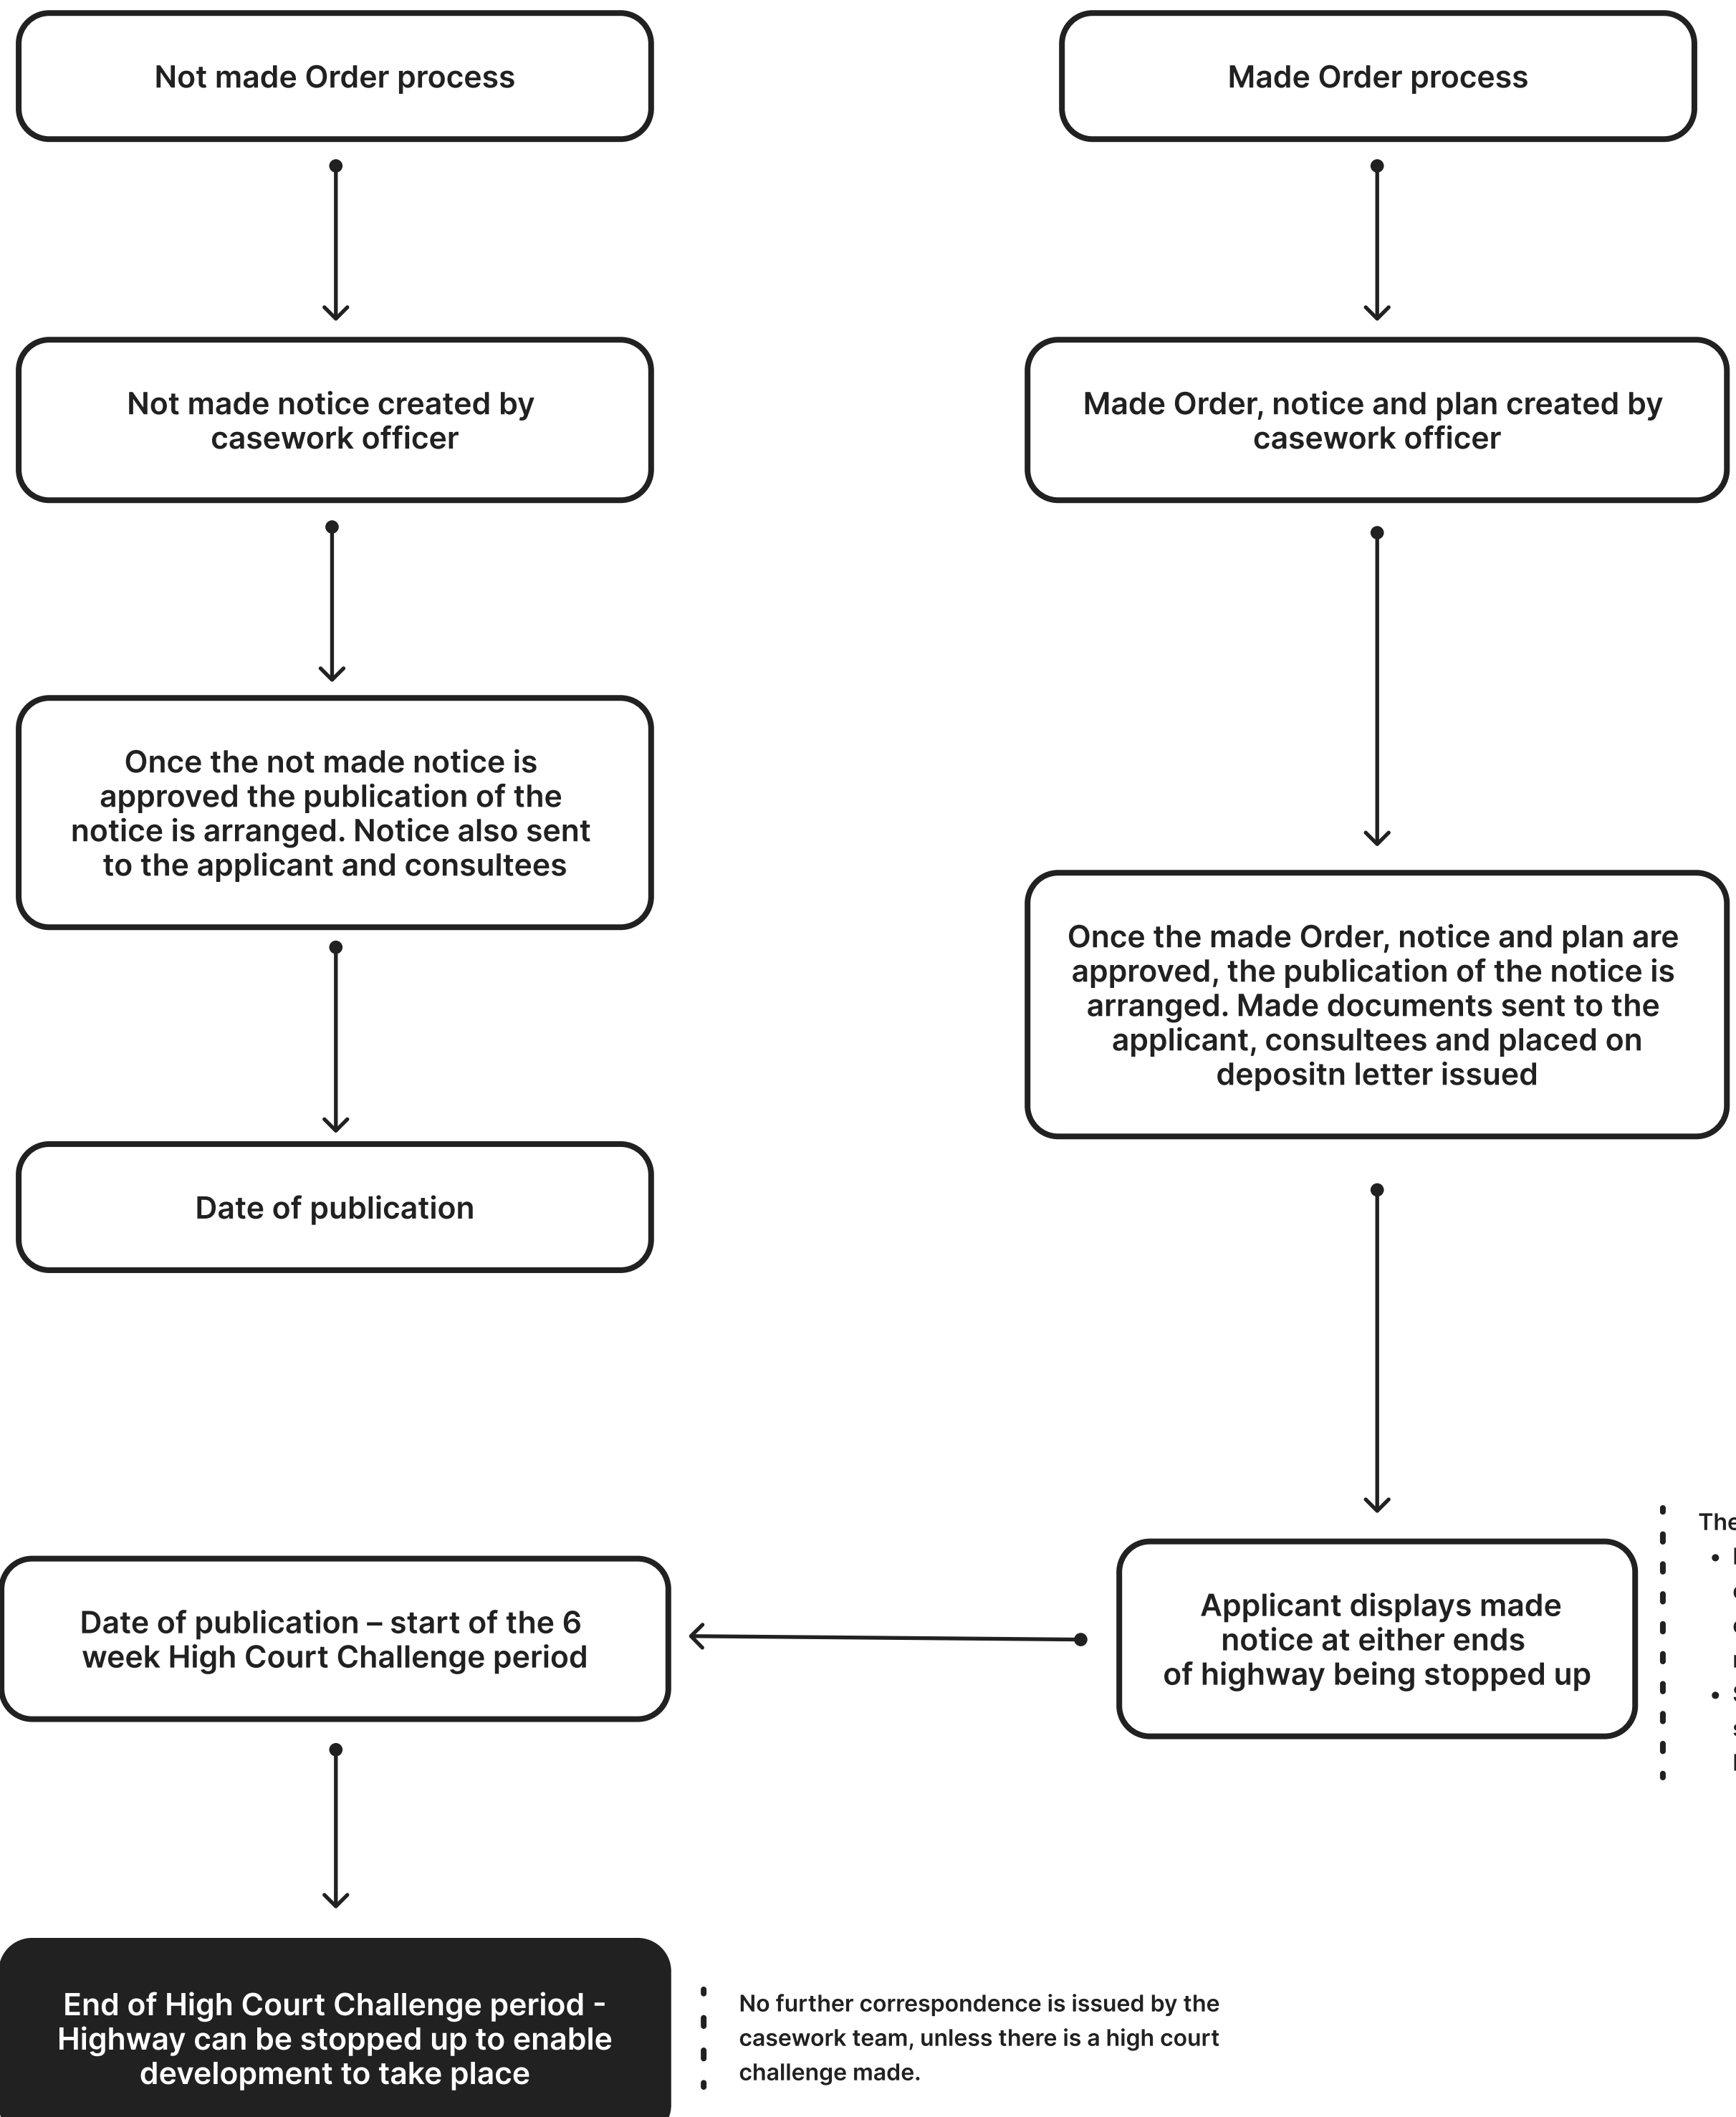 Not made Order process
Made Order process
Not made notice created by
casework officer
Made Order, notice and plan created by
casework officer
Once the not made notice is
approved the publication of the
notice is arranged. Notice also sent
to the applicant and consultees
Once the made Order, notice and plan are
approved, the publication of the notice is
arranged. Made documents sent to the
applicant, consultees and placed on
depositn letter issued
Date of publication
Applicant displays made
notice at either ends
of highway being stopped up
Date of publication – start of the 6
week High Court Challenge period
End of High Court Challenge period -
Highway can be stopped up to enable
development to take place
No further correspondence is issued by the
casework team, unless there is a high court
challenge made.